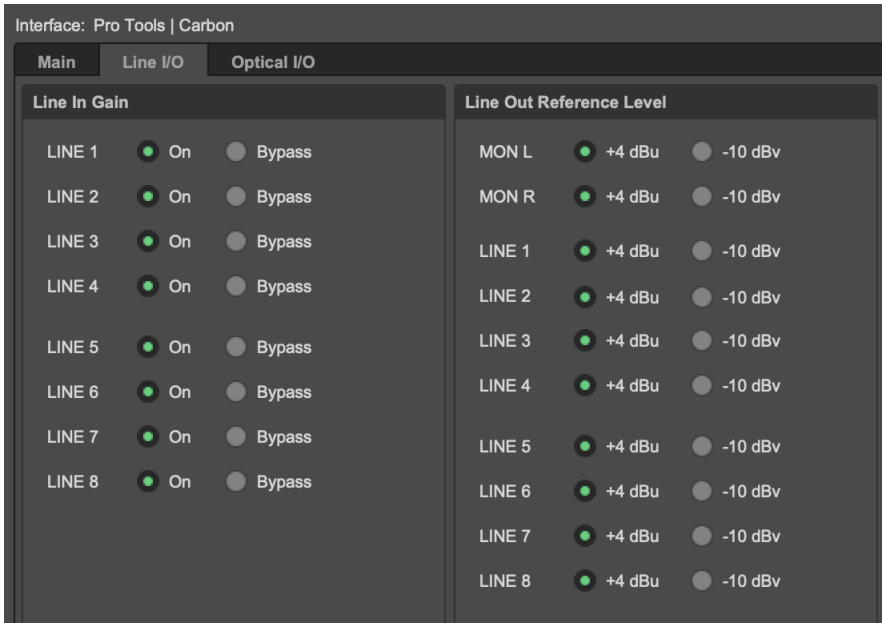 Interface: Pro Tools | Carbon
Main Line I/O Optical I/O
Line In Gain
LINE 1 On Bypass
LINE 2 On Bypass
LINE 3 On Bypass
LINE 4 On Bypass
LINE 5 On Bypass
LINE 6 On Bypass
LINE 7 On Bypass
LINE 8 On Bypass
Line Out Reference Level
MON L +4 dBu -10 dBv
MON R +4 dBu -10 dBv
LINE 1 +4 dBu -10 dBv
LINE 2 +4 dBu -10 dBv
LINE 3 +4 dBu -10 dBv
LINE 4 +4 dBu -10 dBv
LINE 5 +4 dBu -10 dBv
LINE 6 +4 dBu -10 dBv
LINE 7 +4 dBu -10 dBv
LINE 8 +4 dBu -10 dBv